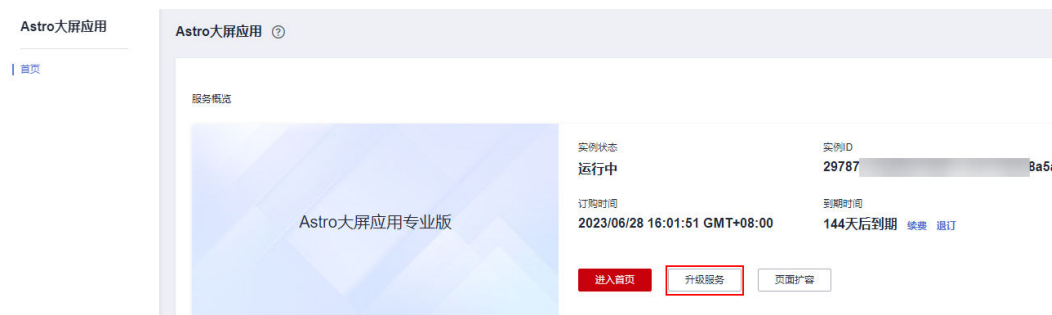 Astro大屏应用
Astro大屏应用 ?
首页
服务概览
Astro大屏应用专业版
实例状态
实例ID
运行中
29787 8a5a
订购时间
到期时间
2023/06/28 16:01:51 GMT+08:00
144天后到期 续费 退订
进入首页 升级服务 页面扩容